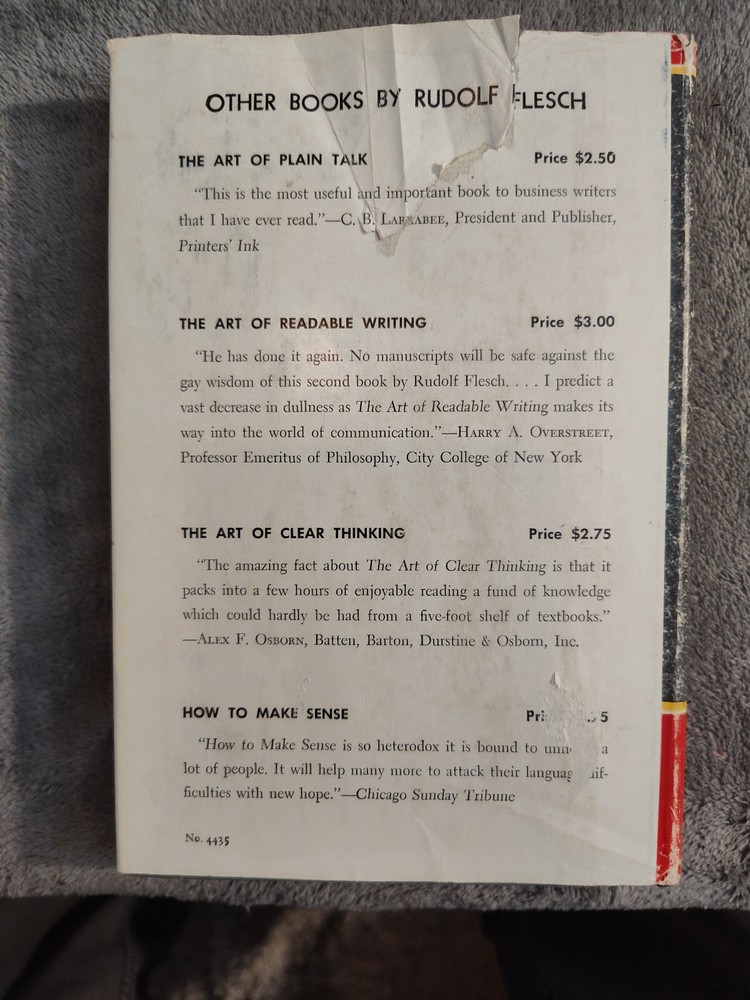 OTHER BOOKS BY RUDOLF FLESCH
THE ART OF PLAIN TALK Price $2.50
"This is the most useful and important book to business writers
that I have ever read."—C. B. LARRABEE, President and Publisher,
Printers' Ink
THE ART OF READABLE WRITING Price $3.00
"He has done it again. No manuscripts will be safe against the
gay wisdom of this second book by Rudolf Flesch. . . . I predict a
vast decrease in dullness as The Art of Readable Writing makes its
way into the world of communication."—HARRY A. OVERSTREET,
Professor Emeritus of Philosophy, City College of New York
THE ART OF CLEAR THINKING Price $2.75
"The amazing fact about The Art of Clear Thinking is that it
packs into a few hours of enjoyable reading a fund of knowledge
which could hardly be had from a five-foot shelf of textbooks."
—ALEX F. OSBORN, Batten, Barton, Durstine & Osborn, Inc.
HOW TO MAKE SENSE
"How to Make Sense is so heterodox it is bound to a
lot of people. It will help many more to attack their language dif-
ficulties with new hope."—Chicago Sunday Tribune
No. 4435